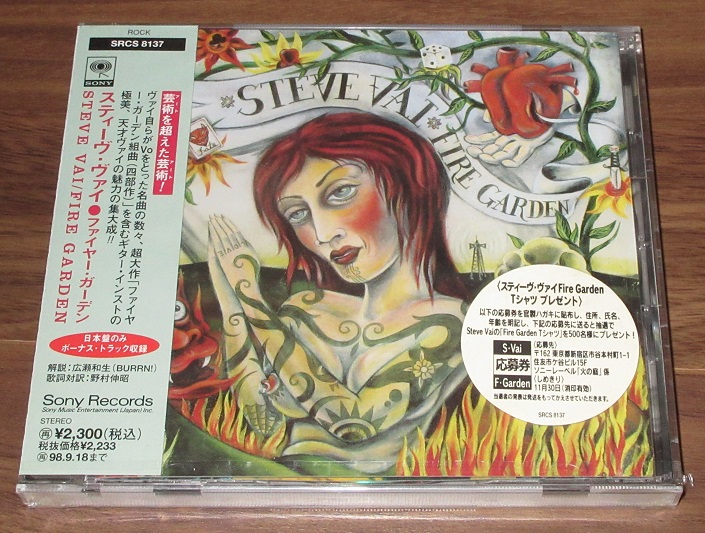 ROCK
SRCS 8137
SONY
スティーヴ・ヴァイ●ファイヤー・ガーデン
STEVE VAI/FIRE GARDEN
芸術を超えた芸術!
ヴァイ自らがVoをとった名曲の数々、超大作「ファイヤ
ー・ガーデン組曲(四部作)」を含むギター・インストの
極美、天才ヴァイの魅力の集大成!!
日本盤のみ
ボーナス・トラック収録
解説:広瀬和生(BURRN!)
歌詞対訳:野村伸昭
Sony Records
Sony Music Entertainment (Japan) Inc.
STEREO
再¥2,300(税込)
税抜価格¥2,233
再98.9.18まで
STEVE VAI FIRE GARDEN
〈スティーヴ・ヴァイFire Garden
Tシャツ プレゼント〉
以下の応募券を官製ハガキに貼布し、住所、氏名、
年齢を明記し、下記の応募先に送ると抽選で
Steve Vaiの「Fire Garden Tシャツ」を500名様にプレゼント!
S・Vai
応募券
F・Garden
(応募先)
〒162 東京都新宿区市谷本村町1-1
住友市ケ谷ビル15F
ソニーレーベル「火の庭」係
(しめきり)
11月30日(消印有効)
当選者の発表は発送をもってかえさせていただきます。
SRCS 8137